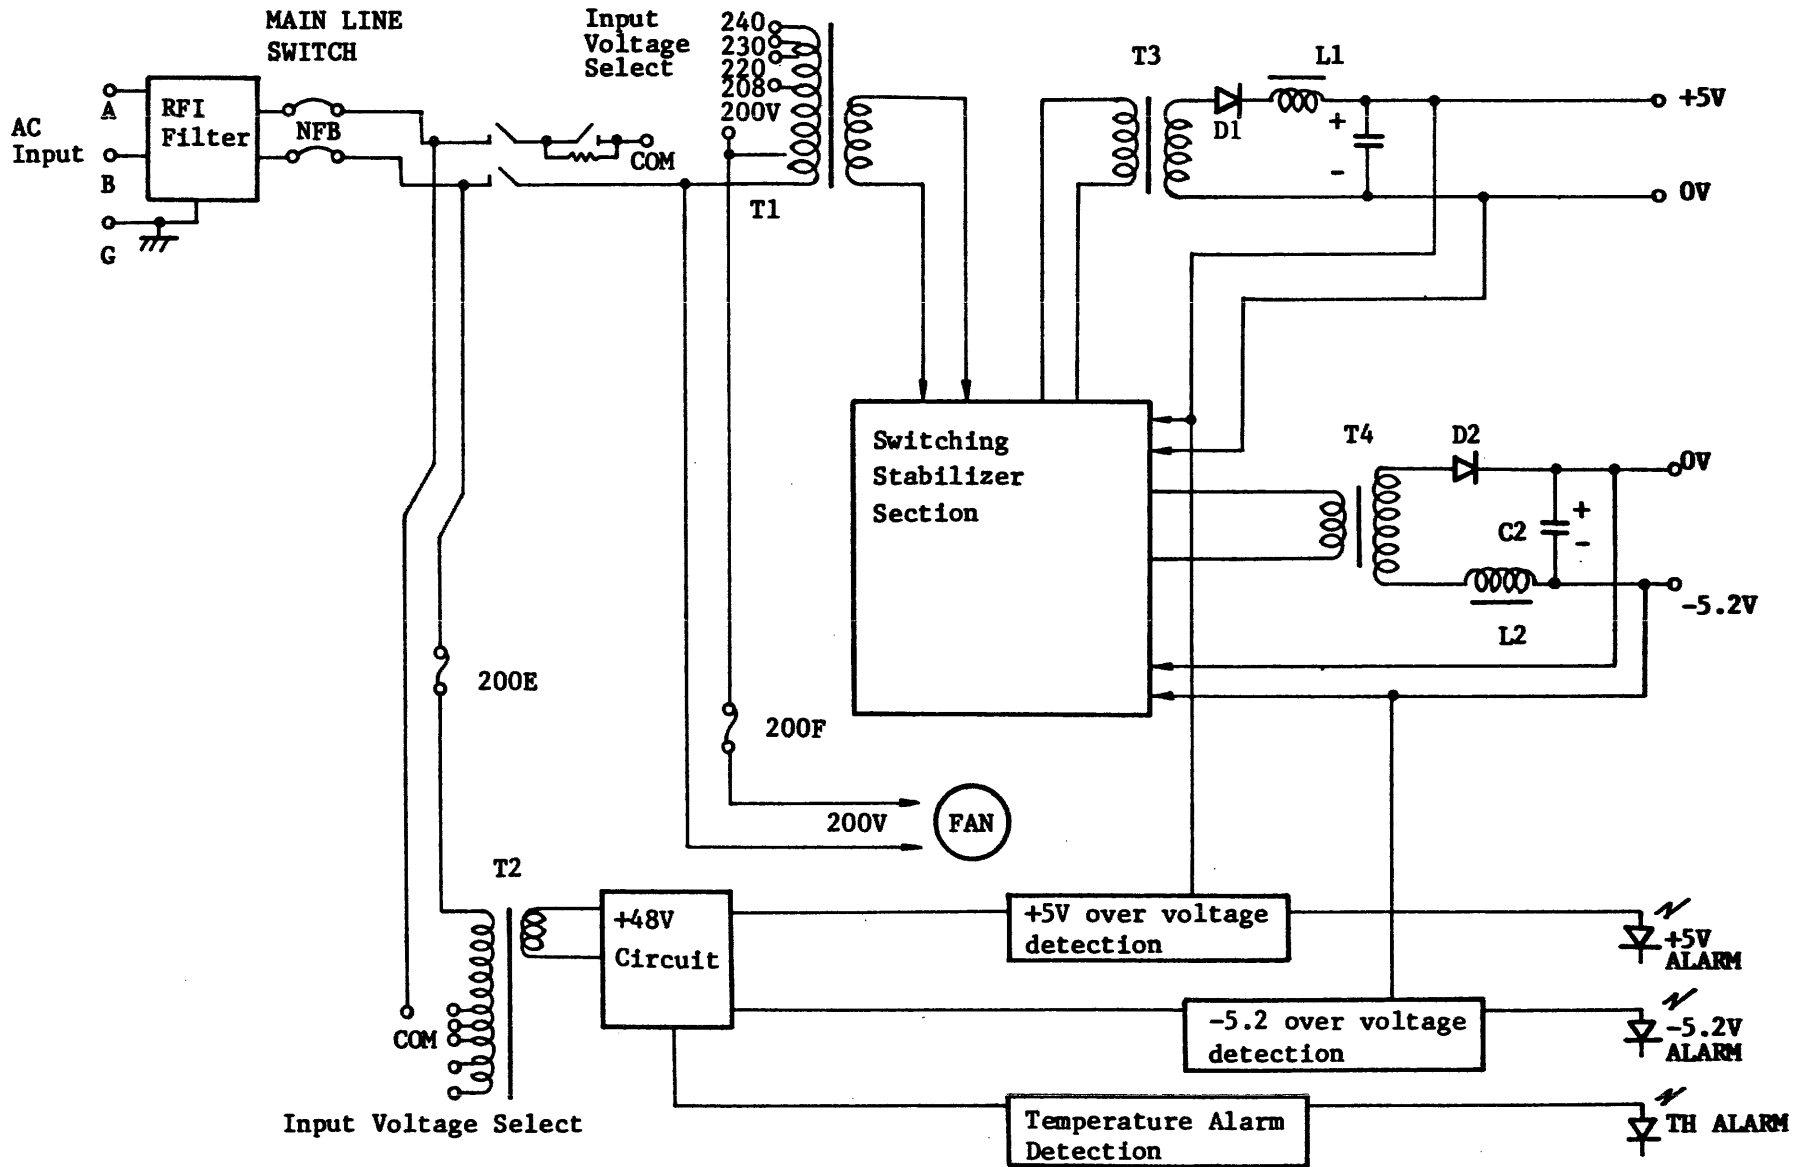 MAIN LINE
SWITCH
Input
Voltage
Select
240
230
220
208
200V
T3
L1
A
RFI
Filter
NFB
AC
Input
B
G
COM
T1
D1
+
-
+5V
0V
Switching
Stabilizer
Section
T4
D2
0V
C2
+
-
-5.2V
L2
200E
200F
200V
FAN
T2
+48V
Circuit
+5V over voltage
detection
+5V
ALARM
COM
-5.2 over voltage
detection
-5.2V
ALARM
Input Voltage Select
Temperature Alarm
Detection
TH ALARM